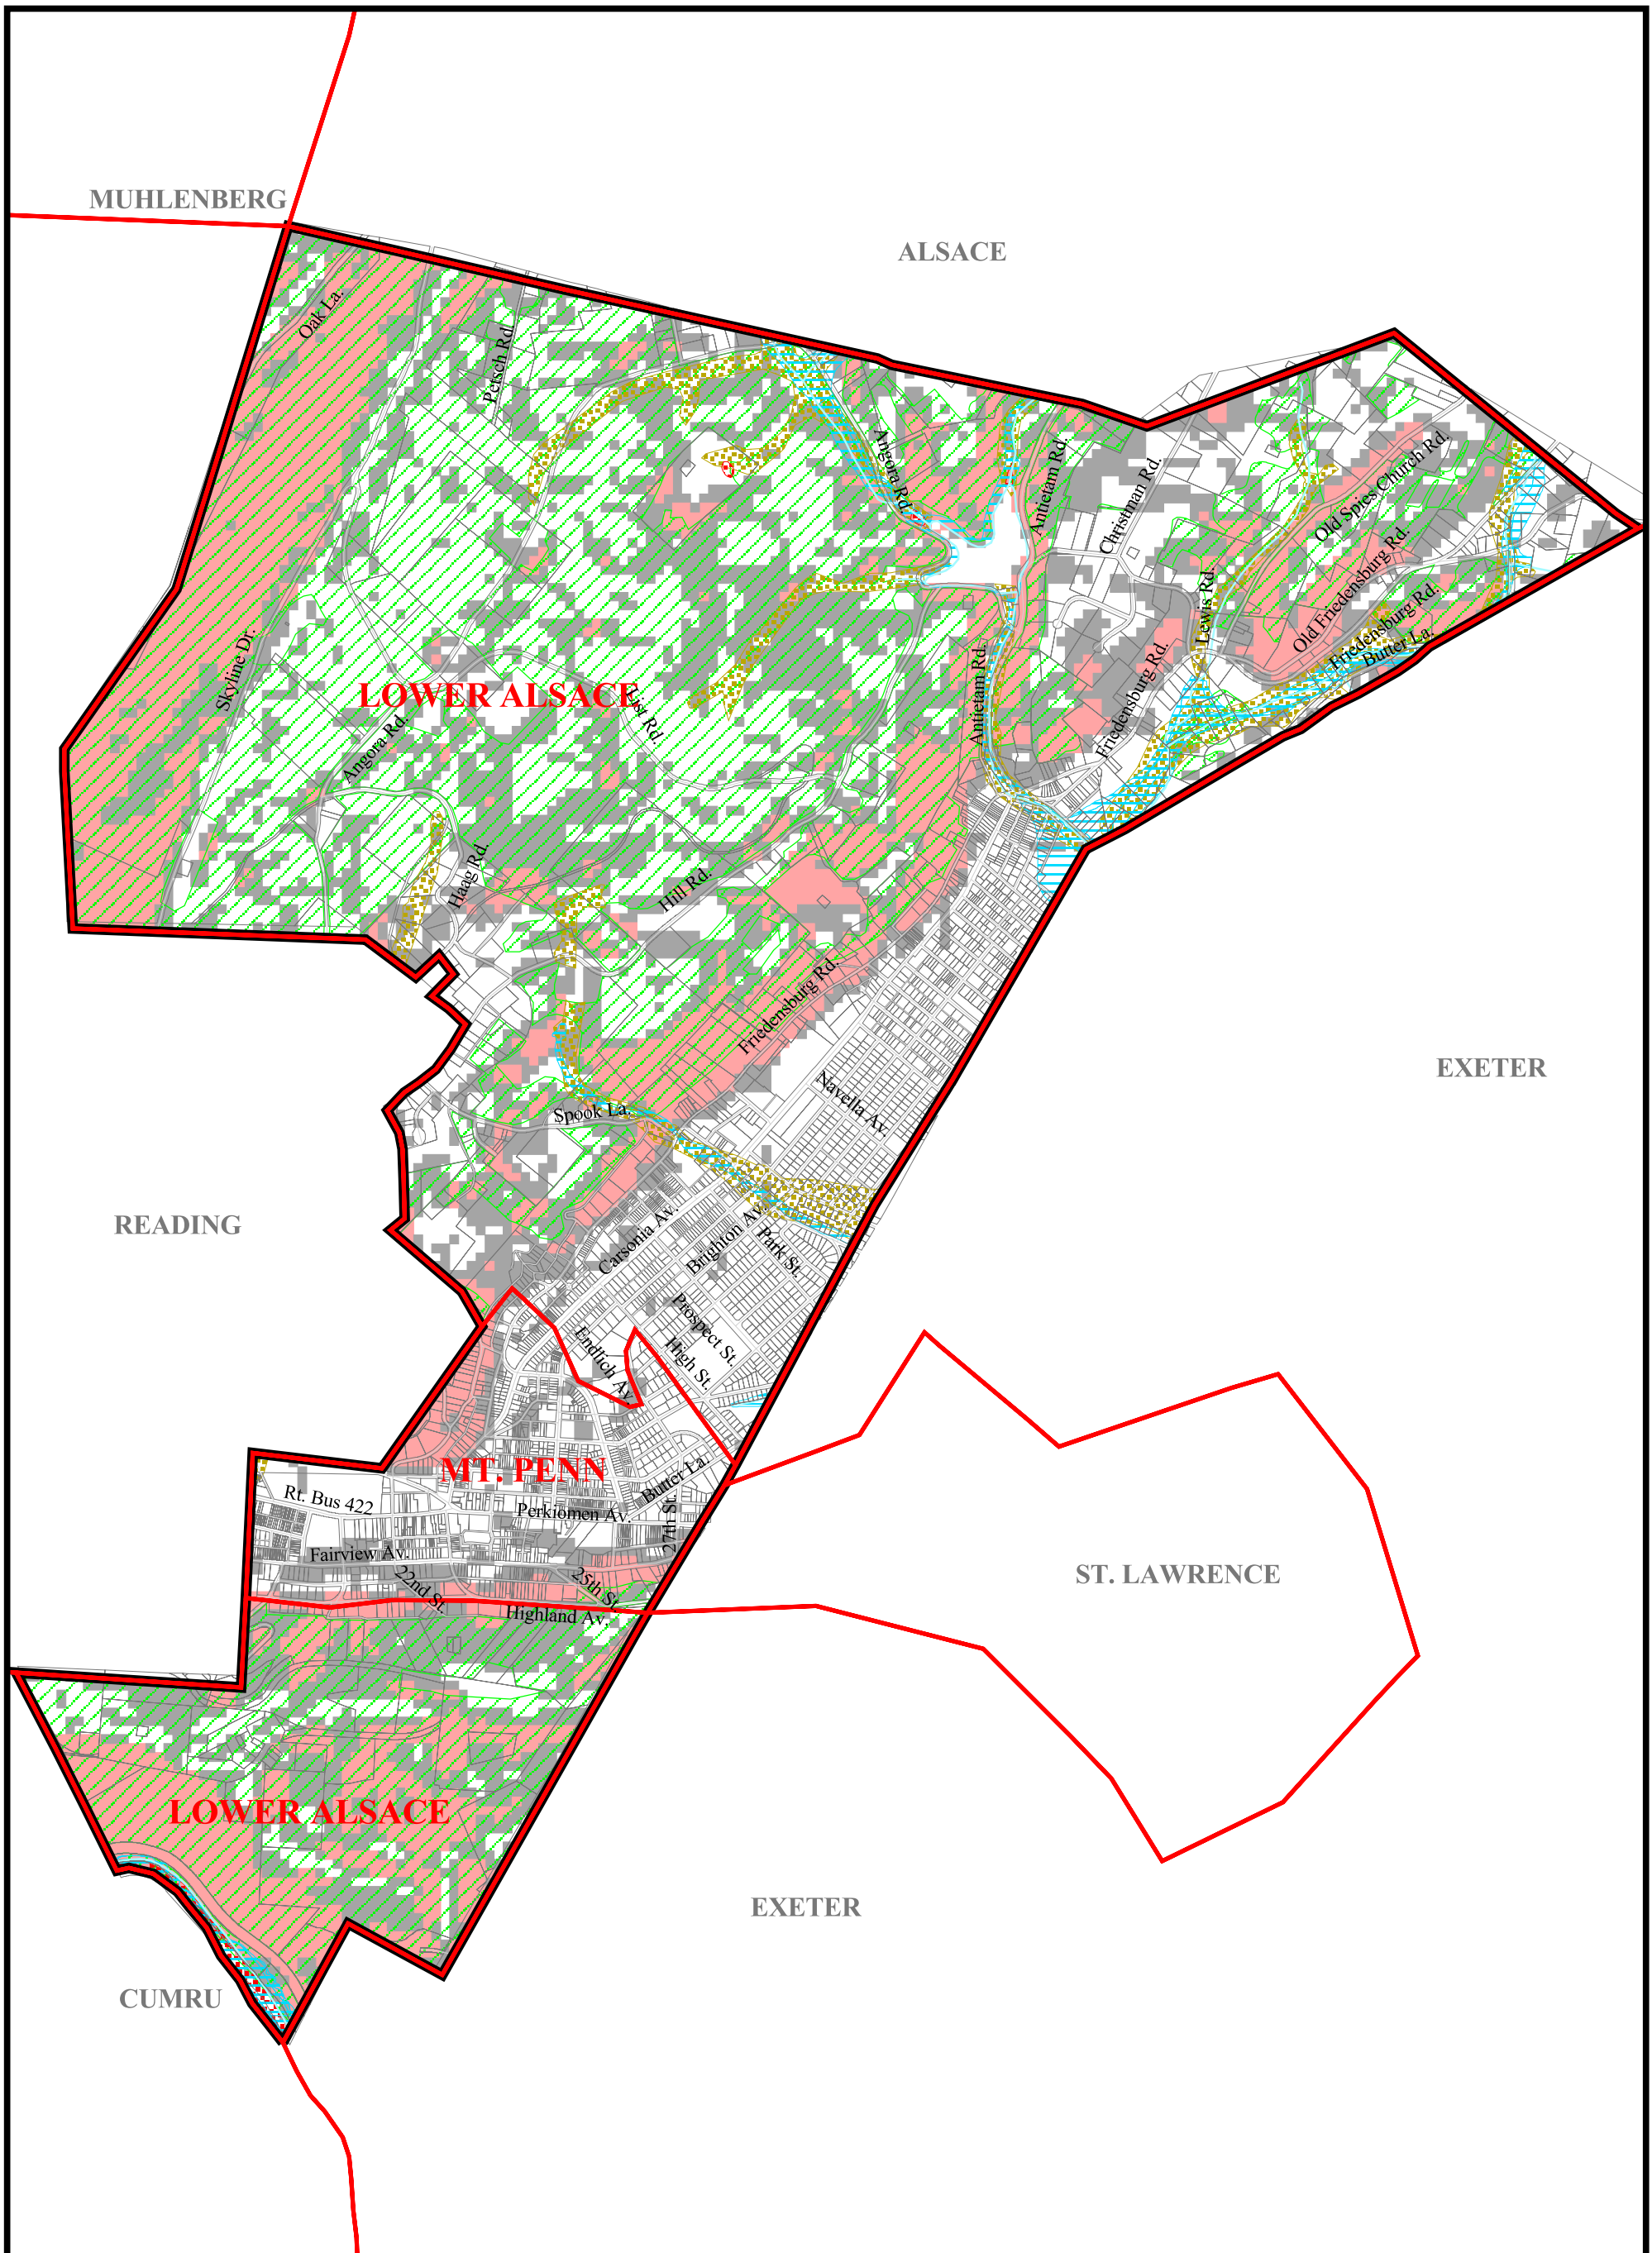 MUHLENBERG
ALSACE
Oak La.
Petsch Rd.
Angora Rd.
Antietam Rd.
Christman Rd.
Old Spies Church Rd.
Old Friedensburg Rd.
Lewis Rd.
Friedensburg Rd.
Butter La.
Skyline Dr.
LOWER ALSACE
List Rd.
Antietam Rd.
Friedensburg Rd.
Angora Rd.
Haag Rd.
Hill Rd.
Friedensburg Rd.
EXETER
Navella Av.
Spook La.
READING
Carsonia Av.
Brighton Av.
Park St.
Prospect St.
High St.
Endlich Av.
MT. PENN
Butter La.
Rt. Bus 422
Perkiomen Av.
27th St.
Fairview Av.
22nd St.
25th St.
Highland Av.
ST. LAWRENCE
LOWER ALSACE
EXETER
CUMRU